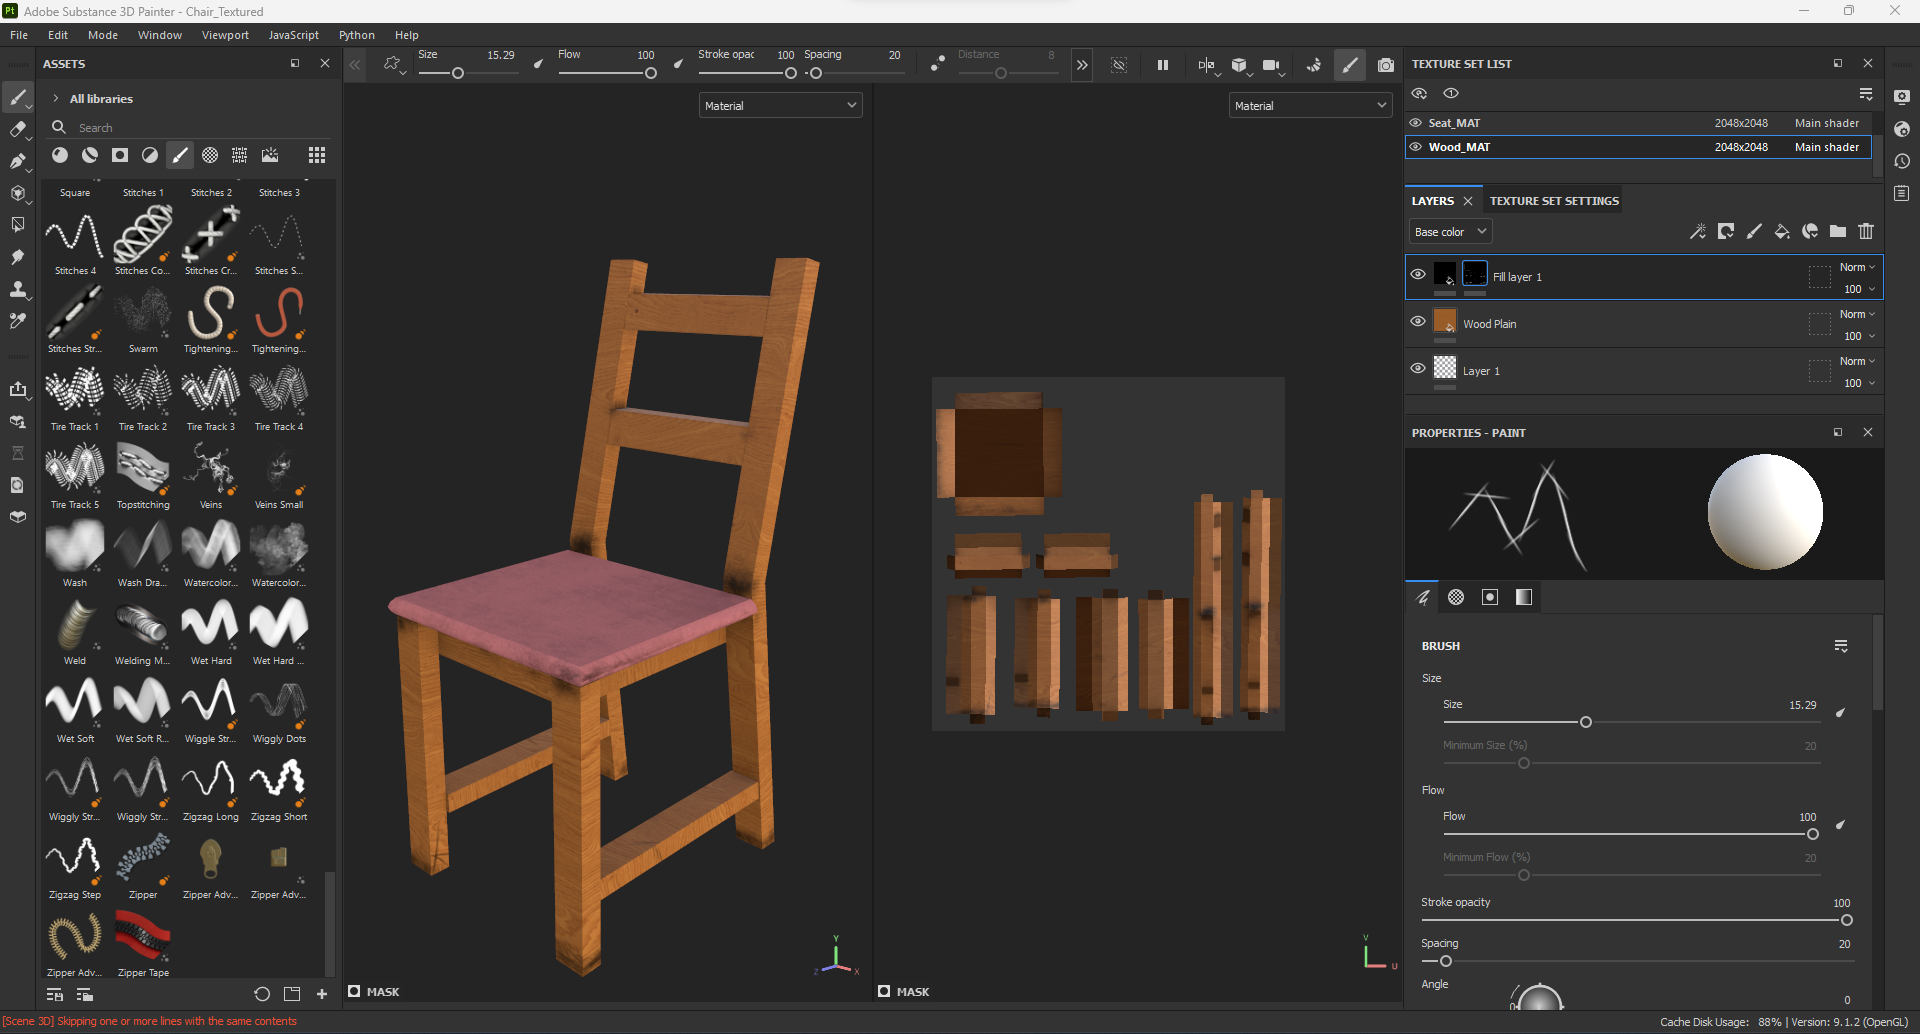 Pt Adobe Substance 3D Painter - Chair_Textured
File Edit Mode Window Viewport JavaScript Python Help
ASSETS
All libraries
Search
Square Stitches 1 Stitches 2 Stitches 3
Stitches 4 Stitches Co... Stitches Cr... Stitches S...
Stitches Str... Swarm Tightening... Tightening...
Tire Track 1 Tire Track 2 Tire Track 3 Tire Track 4
Tire Track 5 Topstitching Veins Veins Small
Wash Wash Dra... Watercolor... Watercolor...
Weld Welding M... Wet Hard Wet Hard ...
Wet Soft Wet Soft R... Wiggle Str... Wiggly Dots
Wiggly Str... Wiggly Str... Zigzag Long Zigzag Short
Zigzag Step Zipper Zipper Adv... Zipper Adv...
Zipper Adv... Zipper Tape
Size 15.29 Flow 100 Stroke opac 100 Spacing 20 Distance 8
Material
Material
Y
Z X
V
U
MASK
MASK
TEXTURE SET LIST
Seat_MAT 2048x2048 Main shader
Wood_MAT 2048x2048 Main shader
LAYERS TEXTURE SET SETTINGS
Base color
Fill layer 1 Norm
100
Wood Plain Norm
100
Layer 1 Norm
100
PROPERTIES - PAINT
BRUSH
Size
Size 15.29
Minimum Size (%) 20
Flow
Flow 100
Minimum Flow (%) 20
Stroke opacity 100
Spacing 20
Angle
0 0
[Scene 3D] Skipping one or more lines with the same contents
Cache Disk Usage: 88% | Version: 9.1.2 (OpenGL)